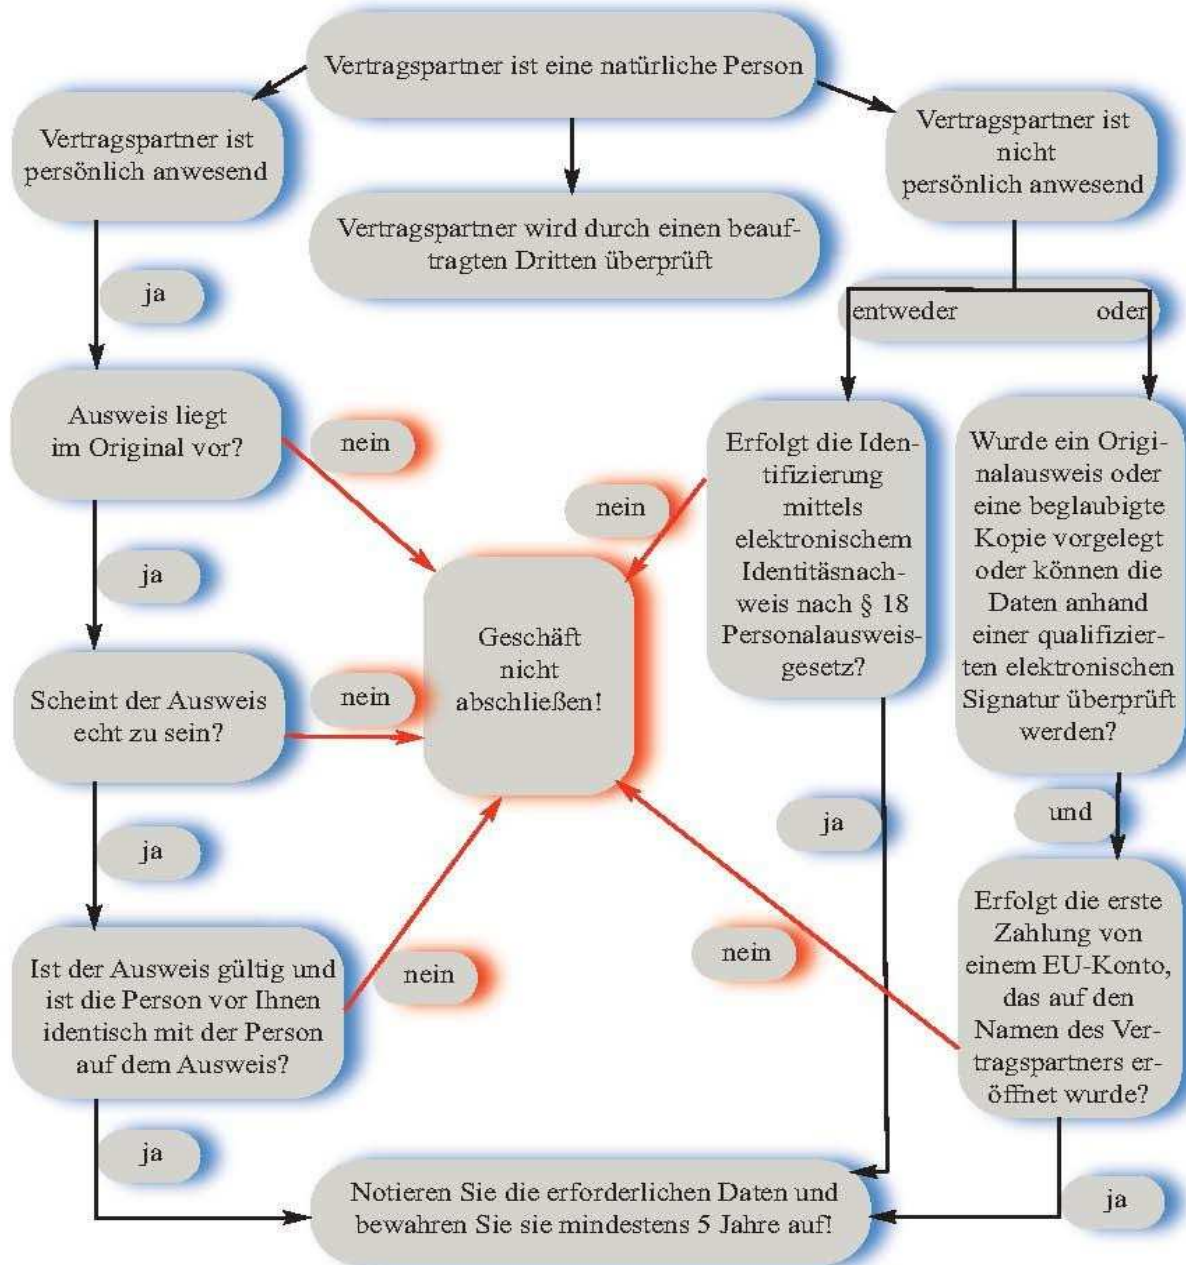 Vertragspartner ist eine natürliche Person
Vertragspartner ist
persönlich anwesend
Vertragspartner wird durch einen beauf-
tragten Dritten überprüft
Vertragspartner ist
nicht
persönlich anwesend
ja
entweder
oder
Ausweis liegt
im Original vor?
nein
nein
Erfolgt die Iden-
tifizierung
mittels
elektronischem
Identitäsnach-
weis nach § 18
Personalausweis-
gesetz?
Wurde ein Origi-
nalausweis oder
eine beglaubigte
Kopie vorgelegt
oder können die
Daten anhand
einer qualifizier-
ten elektronischen
Signatur überprüft
werden?
ja
Geschäft
nicht
abschließen!
Scheint der Ausweis
echt zu sein?
nein
ja
ja
und
Ist der Ausweis gültig und
ist die Person vor Ihnen
identisch mit der Person
auf dem Ausweis?
nein
nein
Erfolgt die erste
Zahlung von
einem EU-Konto,
das auf den
Namen des Ver-
tragspartners er-
öffnet wurde?
ja
Notieren Sie die erforderlichen Daten und
bewahren Sie sie mindestens 5 Jahre auf!
ja